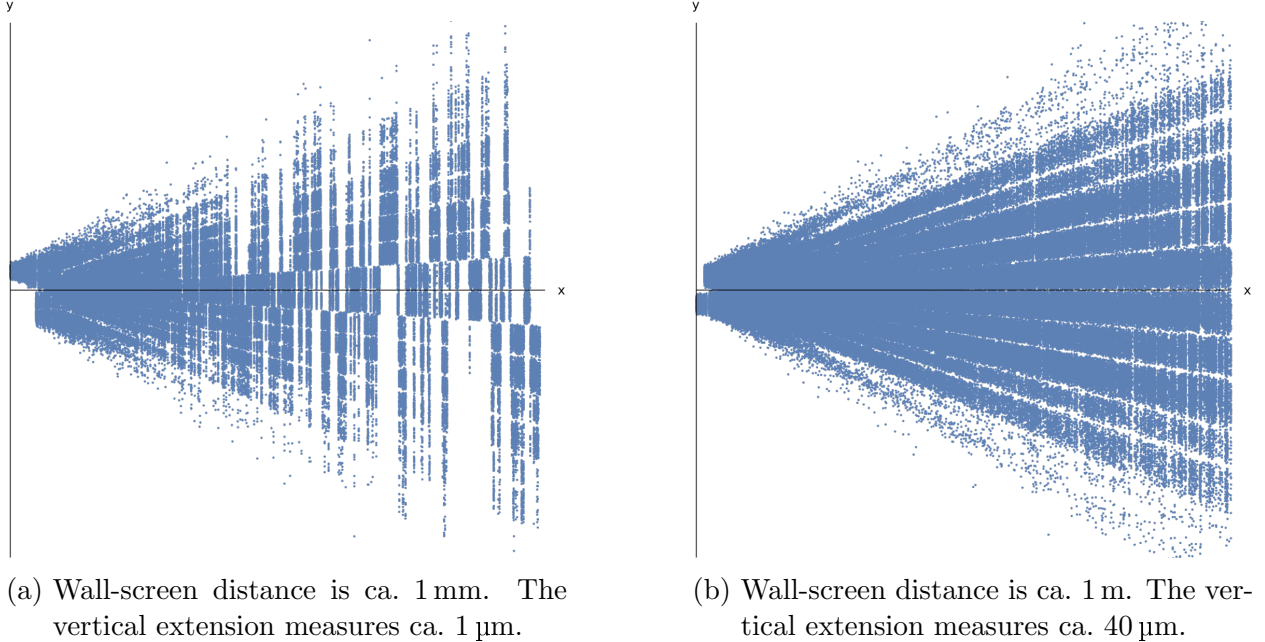 y
x
y
x
(a) Wall-screen distance is ca. 1 mm. The
vertical extension measures ca. 1 µm.
(b) Wall-screen distance is ca. 1 m. The ver-
tical extension measures ca. 40 µm.